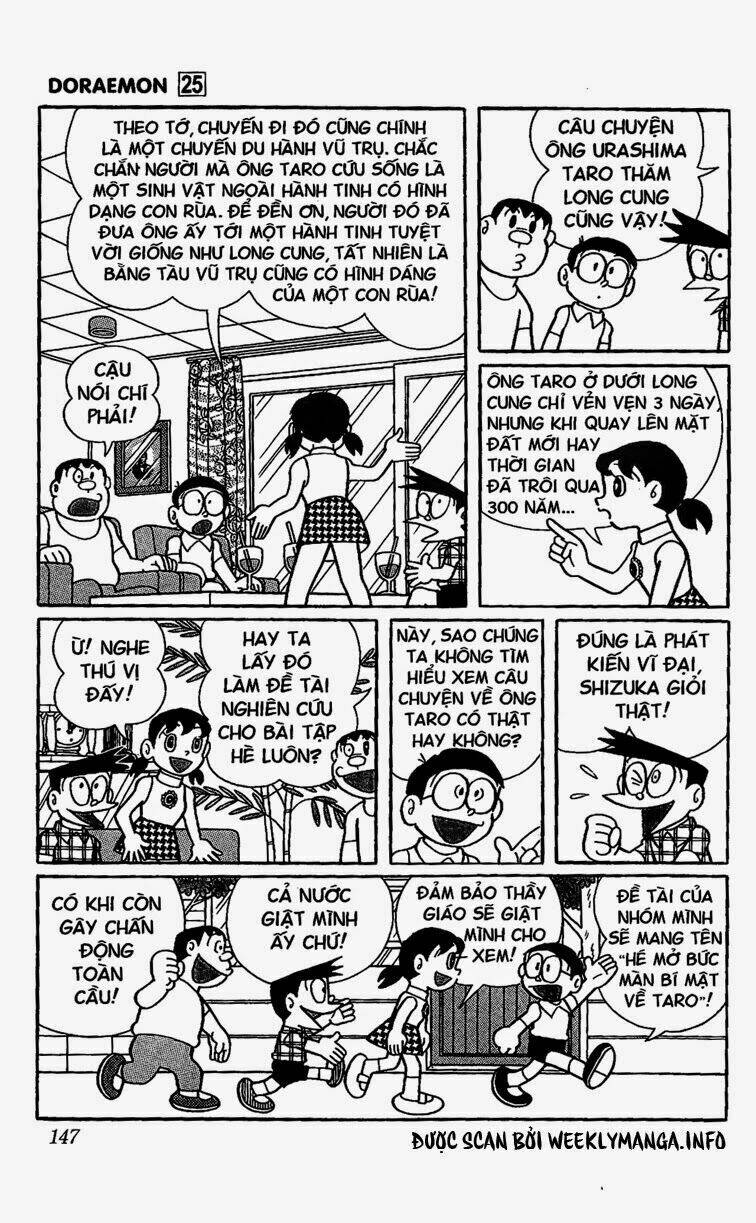 DORAEMON 25
CÂU CHUYỆN
ÔNG URASHIMA
TARO THĂM
LONG CUNG
CŨNG VẬY!
ÔNG TARO Ở DƯỚI LONG
CUNG CHỈ VẺN VẸN 3 NGÀY,
NHƯNG KHI QUAY LÊN MẶT
ĐẤT MỚI HAY
THỜI GIAN
ĐÃ TRÔI QUA
300 NĂM...
THEO TỚ, CHUYẾN ĐI ĐÓ CŨNG CHÍNH
LÀ MỘT CHUYẾN DU HÀNH VŨ TRỤ. CHẮC
CHẮN NGƯỜI MÀ ÔNG TARO CỨU SỐNG LÀ
MỘT SINH VẬT NGOÀI HÀNH TINH CÓ HÌNH
DẠNG CON RÙA. ĐỂ ĐỀN ƠN, NGƯỜI ĐÓ ĐÃ
ĐƯA ÔNG ẤY TỚI MỘT HÀNH TINH TUYỆT
VỜI GIỐNG NHƯ LONG CUNG, TẤT NHIÊN LÀ
BẰNG TÀU VŨ TRỤ CŨNG CÓ HÌNH DÁNG
CỦA MỘT CON RÙA!
CẬU
NÓI CHÍ
PHẢI!
ĐÚNG LÀ PHÁT
KIẾN VĨ ĐẠI,
SHIZUKA GIỎI
THẬT!
NÀY, SAO CHÚNG
TA KHÔNG TÌM
HIỂU XEM CÂU
CHUYỆN VỀ ÔNG
TARO CÓ THẬT
HAY KHÔNG?
HAY TA
LẤY ĐÓ
LÀM ĐỀ TÀI
NGHIÊN CỨU
CHO BÀI TẬP
HÈ LUÔN?
Ừ! NGHE
THÚ VỊ
ĐẤY!
ĐỀ TÀI CỦA
NHÓM MÌNH
SẼ MANG TÊN
"HÉ MỞ BỨC
MÀN BÍ MẬT
VỀ TARO"!
ĐẢM BẢO THẦY
GIÁO SẼ GIẬT
MÌNH CHO
XEM!
CẢ NƯỚC
GIẬT MÌNH
ẤY CHỨ!
CÓ KHI CÒN
GÂY CHẤN
ĐỘNG
TOÀN
CẦU!
147
ĐƯỢC SCAN BỞI WEEKLYMANGA.INFO